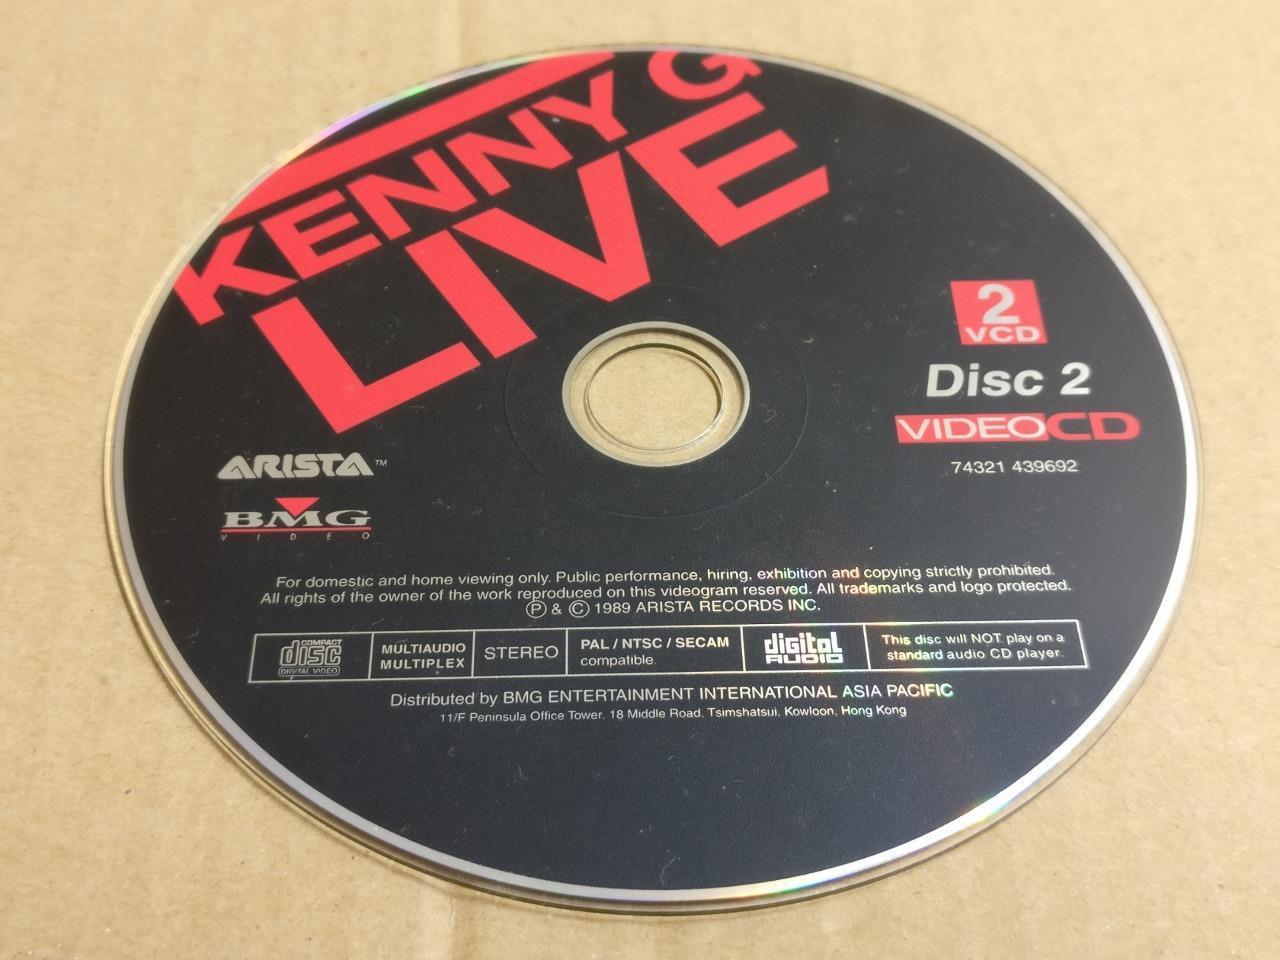 KENNY G
LIVE
2
VCD
Disc 2
VIDEO CD
74321 439692
ARISTA™
BMG
VIDEO
For domestic and home viewing only. Public performance, hiring, exhibition and copying strictly prohibited.
All rights of the owner of the work reproduced on this videogram reserved. All trademarks and logo protected.
Ⓟ & © 1989 ARISTA RECORDS INC.
COMPACT
disc
DIGITAL VIDEO
MULTIAUDIO
MULTIPLEX
STEREO
PAL / NTSC / SECAM
compatible.
digital
AUDIO
This disc will NOT play on a
standard audio CD player.
Distributed by BMG ENTERTAINMENT INTERNATIONAL ASIA PACIFIC
11/F Peninsula Office Tower. 18 Middle Road, Tsimshatsui, Kowloon, Hong Kong